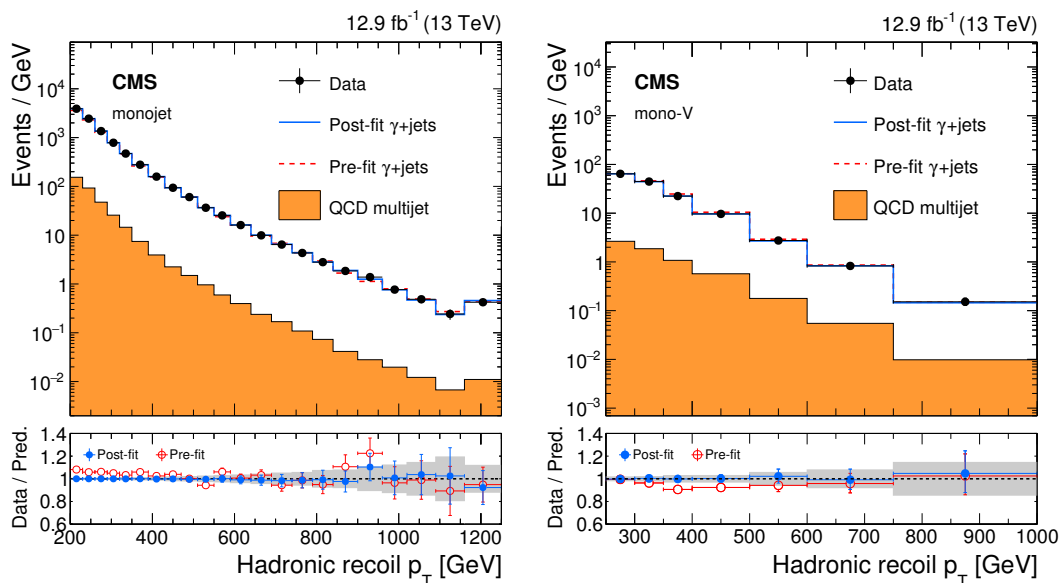 12.9 fb⁻¹ (13 TeV)
Events / GeV
10⁴
10³
10²
10
1
10⁻¹
10⁻²
CMS
monojet
Data
Post-fit γ+jets
Pre-fit γ+jets
QCD multijet
Data / Pred.
1.4
1.2
1
0.8
0.6
Post-fit
Pre-fit
200 400 600 800 1000 1200
Hadronic recoil p_T [GeV]
12.9 fb⁻¹ (13 TeV)
Events / GeV
10⁴
10³
10²
10
1
10⁻¹
10⁻²
10⁻³
CMS
mono-V
Data
Post-fit γ+jets
Pre-fit γ+jets
QCD multijet
Data / Pred.
1.4
1.2
1.0
0.8
0.6
Post-fit
Pre-fit
300 400 500 600 700 800 900 1000
Hadronic recoil p_T [GeV]